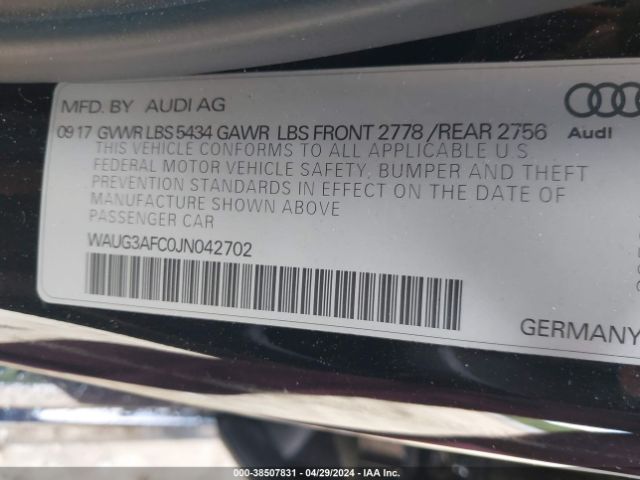 MFD. BY AUDI AG
09 17 GVWR LBS 5434 GAWR LBS FRONT 2778 /REAR 2756
Audi
THIS VEHICLE CONFORMS TO ALL APPLICABLE U S
FEDERAL MOTOR VEHICLE SAFETY, BUMPER AND THEFT
PREVENTION STANDARDS IN EFFECT ON THE DATE OF
MANUFACTURE SHOWN ABOVE.
PASSENGER CAR
WAUG3AFC0JN042702
GERMANY
000-38507831 - 04/29/2024 - IAA Inc.